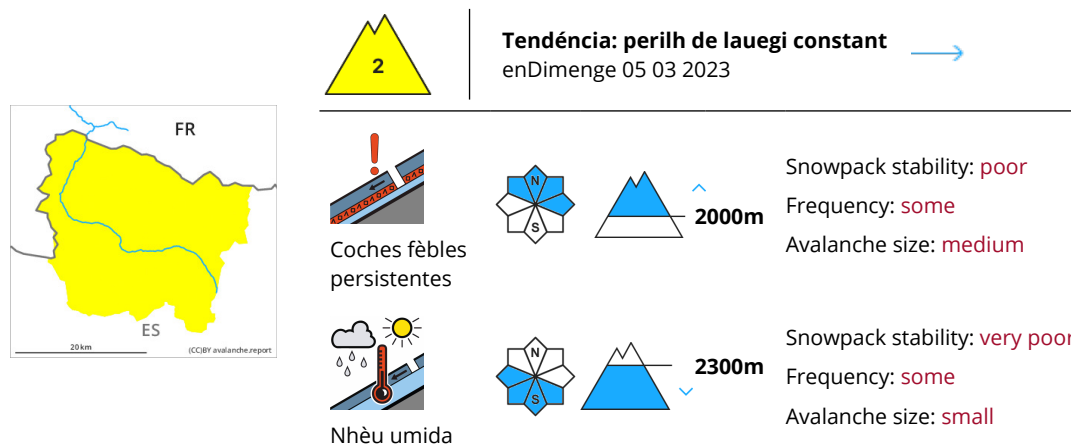 2
Tendéncia: perilh de lauegi constant
enDimenge 05 03 2023
FR
ES
20 km
(CC)BY avalanche.report
Coches fèbles
persistentes
N
S
2000m
Snowpack stability: poor
Frequency: some
Avalanche size: medium
Nhèu umida
N
S
2300m
Snowpack stability: very poor
Frequency: some
Avalanche size: small